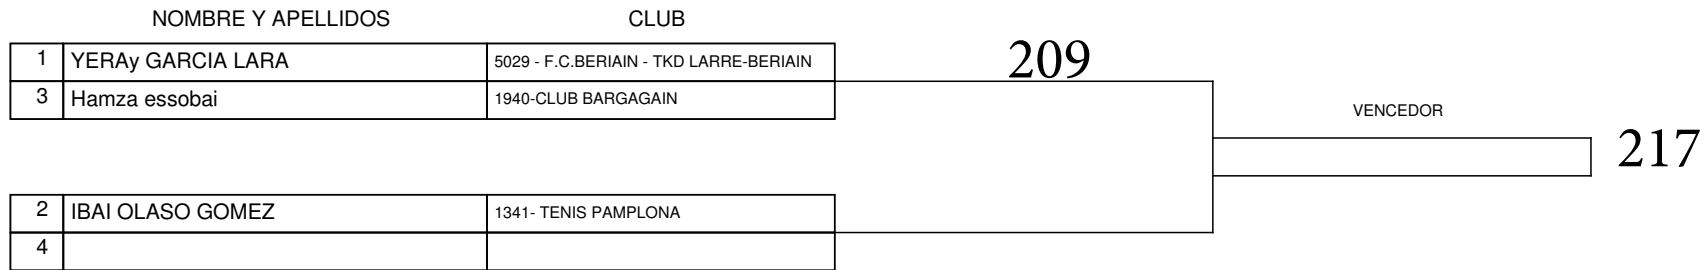 NOMBRE Y APELLIDOS CLUB
1 YERAy GARCIA LARA 5029 - F.C.BERIAIN - TKD LARRE-BERIAIN 209
3 Hamza essobai 1940-CLUB BARGAGAIN
VENCEDOR
217
2 IBAI OLASO GOMEZ 1341- TENIS PAMPLONA
4